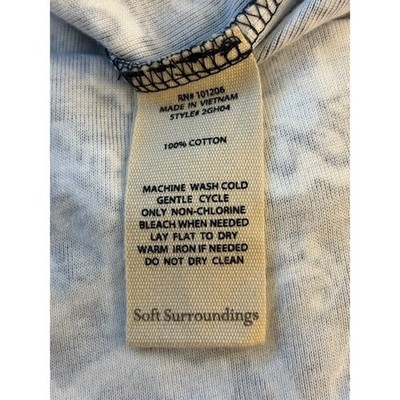 RN# 101206
MADE IN VIETNAM
STYLE# 2GH04
100% COTTON
MACHINE WASH COLD
GENTLE CYCLE
ONLY NON-CHLORINE
BLEACH WHEN NEEDED
LAY FLAT TO DRY
WARM IRON IF NEEDED
DO NOT DRY CLEAN
Soft Surroundings